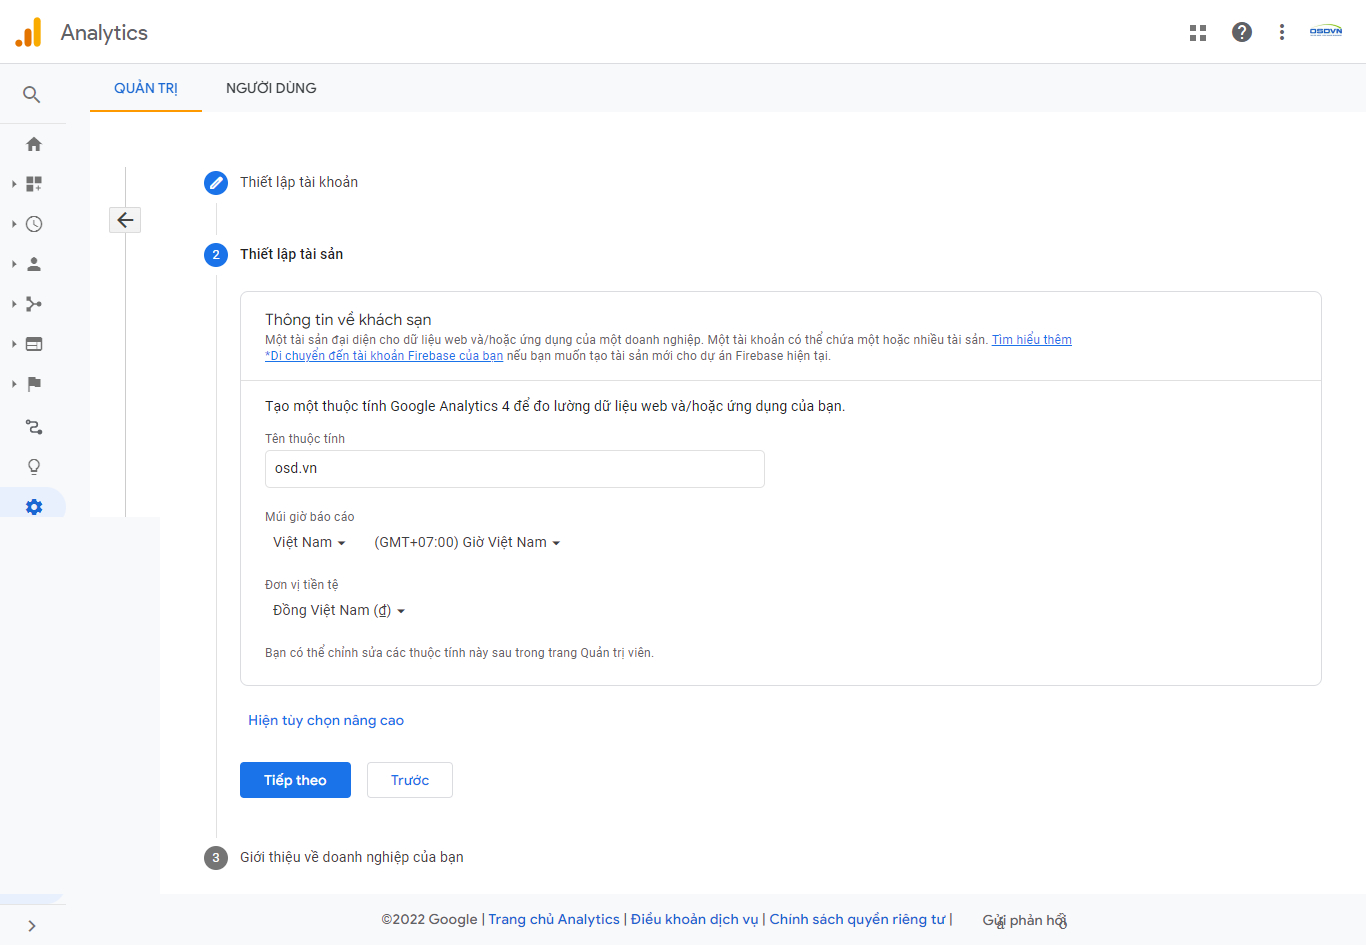 Analytics
OSDVN
QUẢN TRỊ
NGƯỜI DÙNG
Thiết lập tài khoản
2 Thiết lập tài sản
Thông tin về khách sạn
Một tài sản đại diện cho dữ liệu web và/hoặc ứng dụng của một doanh nghiệp. Một tài khoản có thể chứa một hoặc nhiều tài sản. Tìm hiểu thêm
*Di chuyển đến tài khoản Firebase của bạn nếu bạn muốn tạo tài sản mới cho dự án Firebase hiện tại.
Tạo một thuộc tính Google Analytics 4 để đo lường dữ liệu web và/hoặc ứng dụng của bạn.
Tên thuộc tính
osd.vn
Múi giờ báo cáo
Việt Nam (GMT+07:00) Giờ Việt Nam
Đơn vị tiền tệ
Đồng Việt Nam (₫)
Bạn có thể chỉnh sửa các thuộc tính này sau trong trang Quản trị viên.
Hiện tùy chọn nâng cao
Tiếp theo
Trước
3 Giới thiệu về doanh nghiệp của bạn
©2022 Google | Trang chủ Analytics | Điều khoản dịch vụ | Chính sách quyền riêng tư | Gửi phản hồi